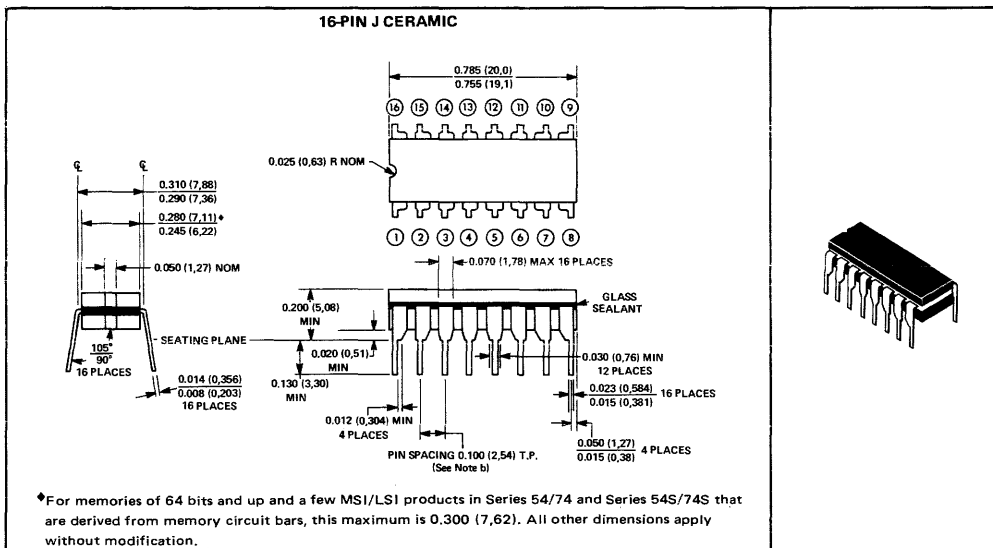 16-PIN J CERAMIC
0.785 (20,0)
0.755 (19,1)
16 15 14 13 12 11 10 9
0.025 (0,63) R NOM
℄ ℄
0.310 (7,88)
0.290 (7,36)
0.280 (7,11)♦
0.245 (6,22)
1 2 3 4 5 6 7 8
0.050 (1,27) NOM
0.070 (1,78) MAX 16 PLACES
0.200 (5,08)
MIN
GLASS
SEALANT
SEATING PLANE
105°
90°
16 PLACES
0.020 (0,51)
MIN
0.030 (0,76) MIN
12 PLACES
0.014 (0,356)
0.008 (0,203)
16 PLACES
0.130 (3,30)
MIN
0.023 (0,584)
0.015 (0,381)
16 PLACES
0.012 (0,304) MIN
4 PLACES
0.050 (1,27)
0.015 (0,38)
4 PLACES
PIN SPACING 0.100 (2,54) T.P.
(See Note b)
♦For memories of 64 bits and up and a few MSI/LSI products in Series 54/74 and Series 54S/74S that
are derived from memory circuit bars, this maximum is 0.300 (7,62). All other dimensions apply
without modification.